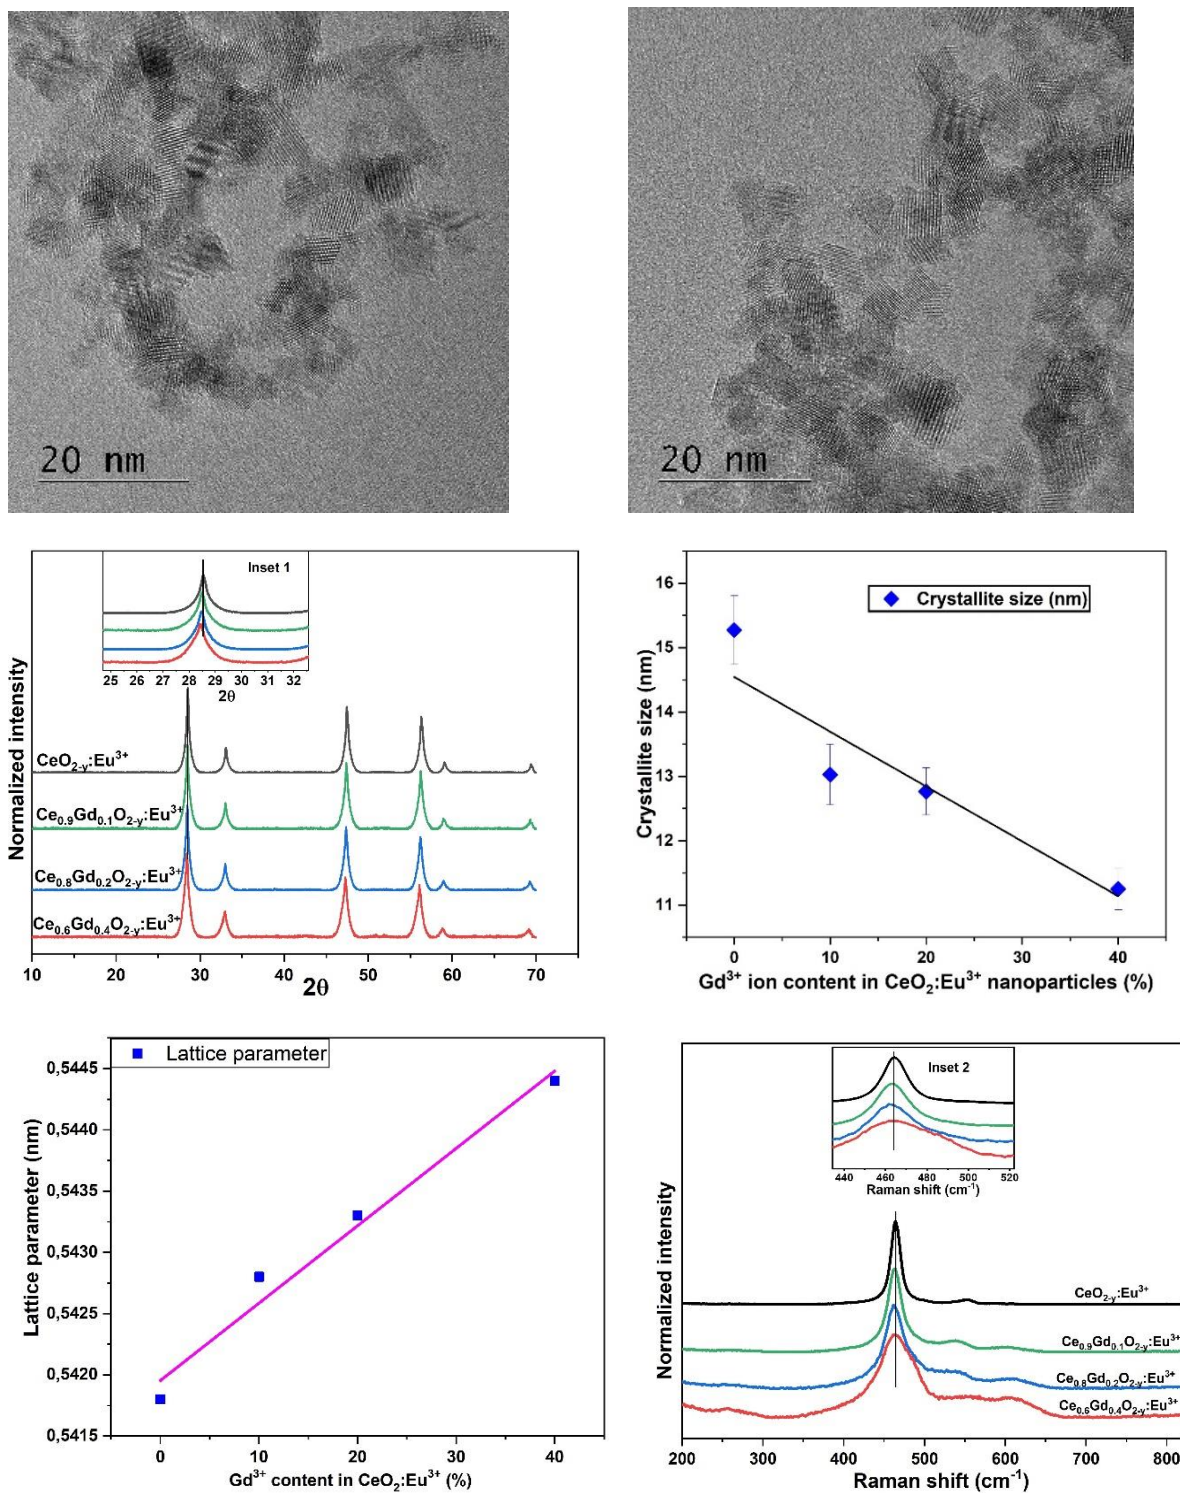 20 nm
20 nm
Inset 1
25 26 27 28 29 30 31 32
2θ
Normalized intensity
CeO2-y:Eu3+
Ce0.9Gd0.1O2-y:Eu3+
Ce0.8Gd0.2O2-y:Eu3+
Ce0.6Gd0.4O2-y:Eu3+
10 20 30 40 50 60 70
2θ
Crystallite size (nm)
16
15
14
13
12
11
Crystallite size (nm)
0 10 20 30 40
Gd3+ ion content in CeO2:Eu3+ nanoparticles (%)
Lattice parameter
Lattice parameter (nm)
0,5445
0,5440
0,5435
0,5430
0,5425
0,5420
0,5415
0 10 20 30 40
Gd3+ content in CeO2:Eu3+ (%)
Inset 2
440 460 480 500 520
Raman shift (cm-1)
Normalized intensity
CeO2-y:Eu3+
Ce0.9Gd0.1O2-y:Eu3+
Ce0.8Gd0.2O2-y:Eu3+
Ce0.6Gd0.4O2-y:Eu3+
200 300 400 500 600 700 800
Raman shift (cm-1)